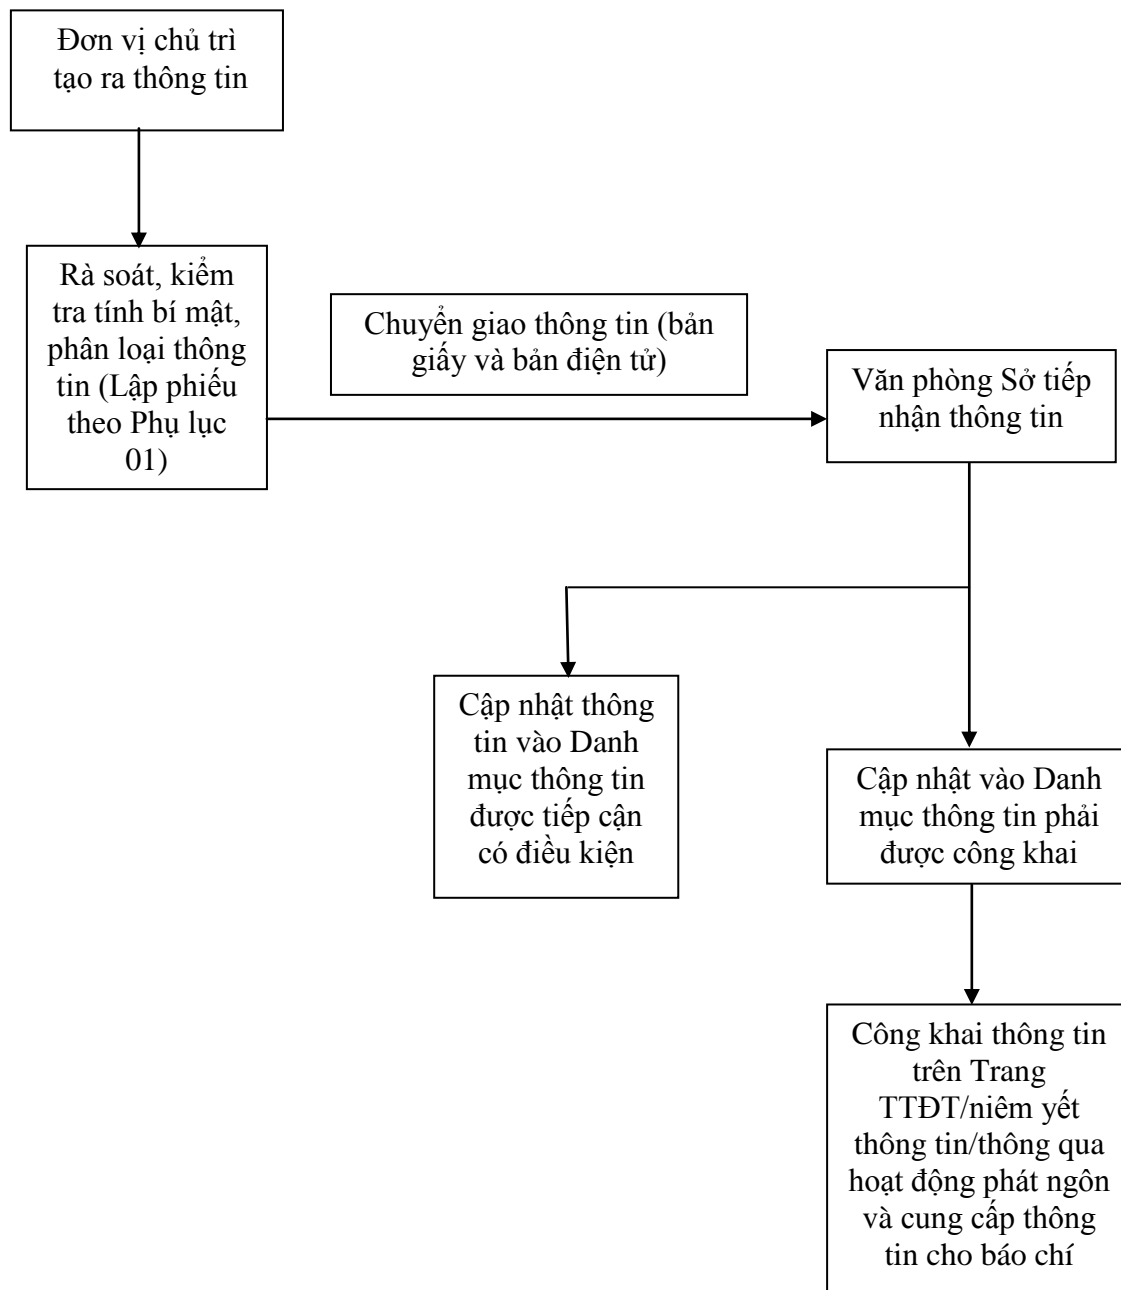 Đơn vị chủ trì
tạo ra thông tin
Rà soát, kiểm
tra tính bí mật,
phân loại thông
tin (Lập phiếu
theo Phụ lục
01)
Chuyển giao thông tin (bản
giấy và bản điện tử)
Văn phòng Sở tiếp
nhận thông tin
Cập nhật thông
tin vào Danh
mục thông tin
được tiếp cận
có điều kiện
Cập nhật vào Danh
mục thông tin phải
được công khai
Công khai thông tin
trên Trang
TTĐT/niêm yết
thông tin/thông qua
hoạt động phát ngôn
và cung cấp thông
tin cho báo chí